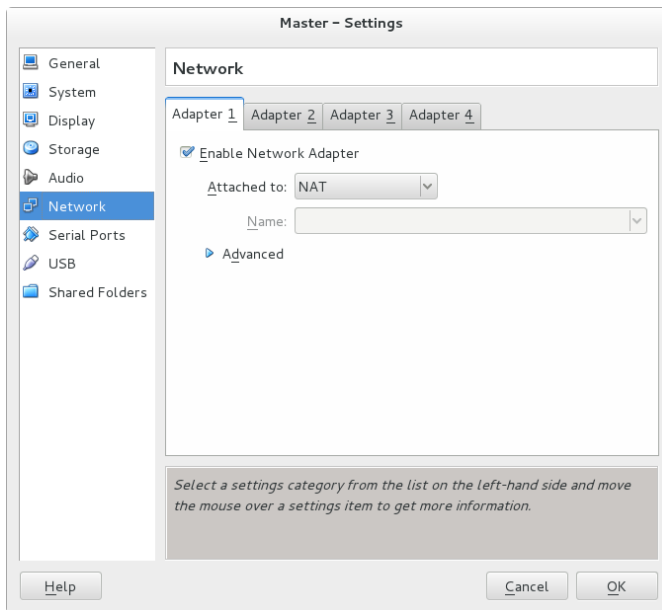 Master – Settings
General
System
Display
Storage
Audio
Network
Serial Ports
USB
Shared Folders
Network
Adapter 1 Adapter 2 Adapter 3 Adapter 4
Enable Network Adapter
Attached to: NAT
Name:
Advanced
Select a settings category from the list on the left-hand side and move
the mouse over a settings item to get more information.
Help Cancel OK